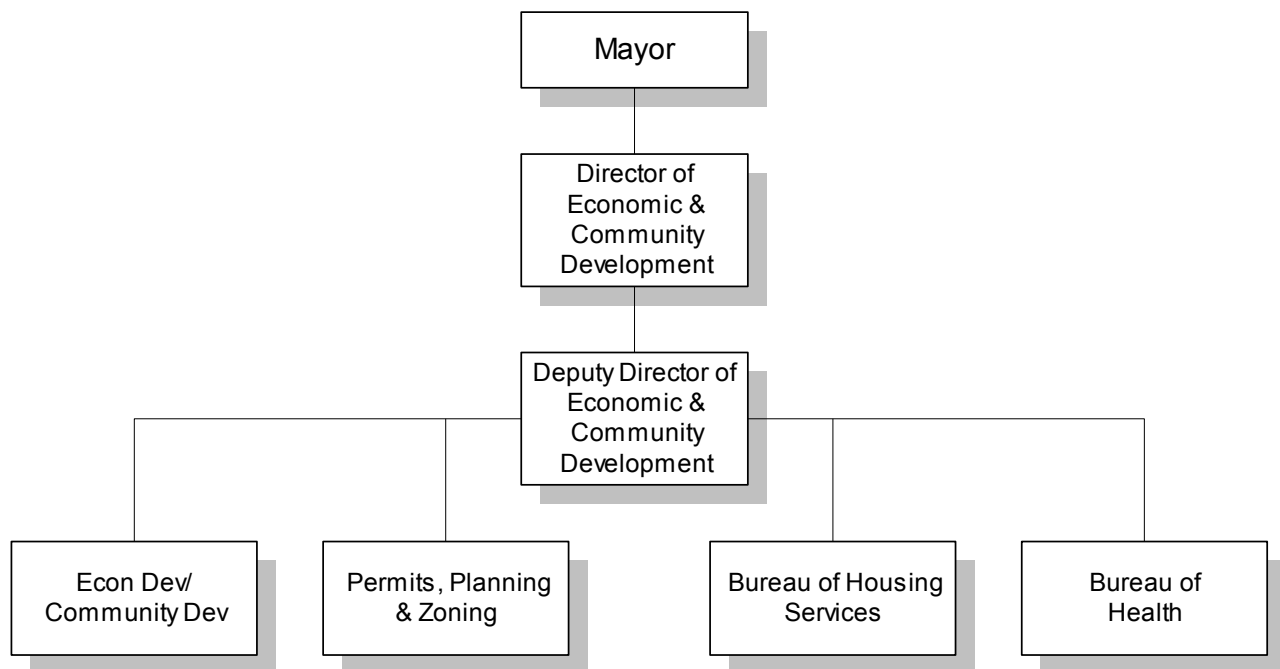 Mayor
Director of
Economic &
Community
Development
Deputy Director of
Economic &
Community
Development
Econ Dev/
Community Dev
Permits, Planning
& Zoning
Bureau of Housing
Services
Bureau of
Health